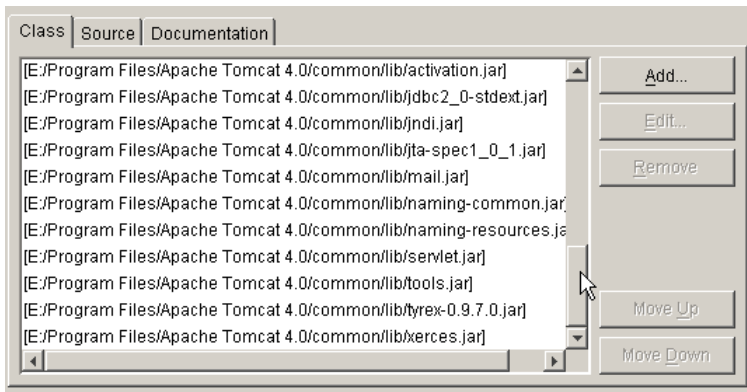 Class Source Documentation
[E:/Program Files/Apache Tomcat 4.0/common/lib/activation.jar]
[E:/Program Files/Apache Tomcat 4.0/common/lib/jdbc2_0-stdext.jar]
[E:/Program Files/Apache Tomcat 4.0/common/lib/jndi.jar]
[E:/Program Files/Apache Tomcat 4.0/common/lib/jta-spec1_0_1.jar]
[E:/Program Files/Apache Tomcat 4.0/common/lib/mail.jar]
[E:/Program Files/Apache Tomcat 4.0/common/lib/naming-common.jar]
[E:/Program Files/Apache Tomcat 4.0/common/lib/naming-resources.ja
[E:/Program Files/Apache Tomcat 4.0/common/lib/servlet.jar]
[E:/Program Files/Apache Tomcat 4.0/common/lib/tools.jar]
[E:/Program Files/Apache Tomcat 4.0/common/lib/tyrex-0.9.7.0.jar]
[E:/Program Files/Apache Tomcat 4.0/common/lib/xerces.jar]
Add...
Edit...
Remove
Move Up
Move Down